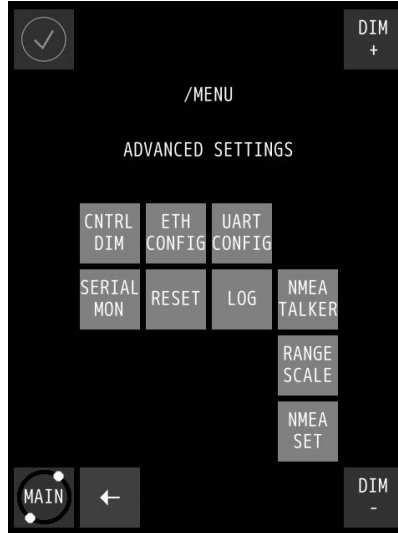 DIM
+
/MENU
ADVANCED SETTINGS
CNTRL ETH UART
DIM CONFIG CONFIG
SERIAL RESET LOG NMEA
MON TALKER
RANGE
SCALE
NMEA
SET
MAIN ← DIM
-